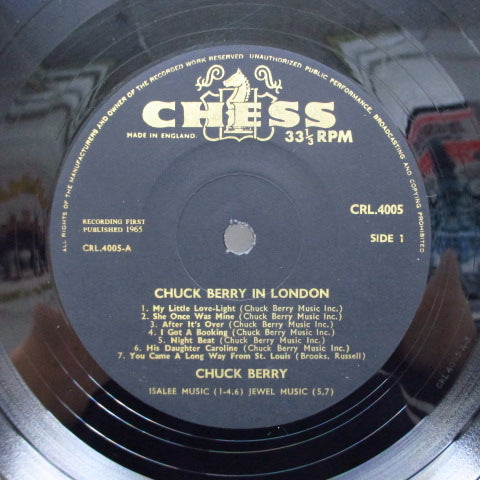 ALL RIGHTS OF THE MANUFACTURERS AND OWNER OF THE RECORDED WORK RESERVED. UNAUTHORIZED PUBLIC PERFORMANCE, BROADCASTING AND COPYING PROHIBITED
CHESS
MADE IN ENGLAND
33⅓ RPM
CRL.4005
RECORDING FIRST
PUBLISHED 1965
CRL.4005-A
SIDE 1
CHUCK BERRY IN LONDON
1. My Little Love-Light (Chuck Berry Music Inc.)
2. She Once Was Mine (Chuck Berry Music Inc.)
3. After It's Over (Chuck Berry Music Inc.)
4. I Got A Booking (Chuck Berry Music Inc.)
5. Night Beat (Chuck Berry Music Inc.)
6. His Daughter Caroline (Chuck Berry Music Inc.)
7. You Came A Long Way From St. Louis (Brooks, Russell)
CHUCK BERRY
ISALEE MUSIC (1-4,6) JEWEL MUSIC (5,7)